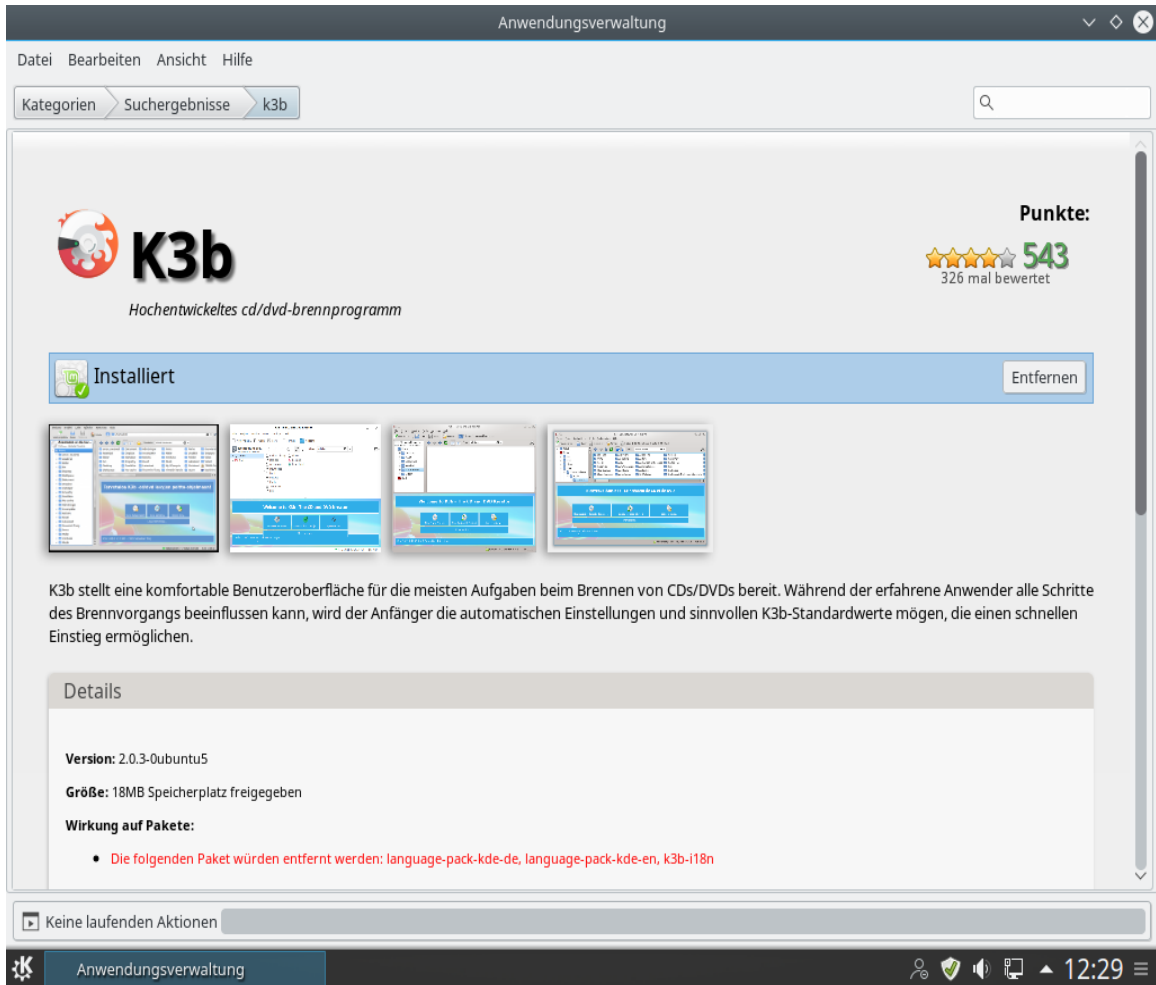 Anwendungsverwaltung
Datei Bearbeiten Ansicht Hilfe
Kategorien Suchergebnisse k3b
Punkte:
K3b
543
326 mal bewertet
Hochentwickeltes cd/dvd-brennprogramm
Installiert Entfernen
K3b stellt eine komfortable Benutzeroberfläche für die meisten Aufgaben beim Brennen von CDs/DVDs bereit. Während der erfahrene Anwender alle Schritte
des Brennvorgangs beeinflussen kann, wird der Anfänger die automatischen Einstellungen und sinnvollen K3b-Standardwerte mögen, die einen schnellen
Einstieg ermöglichen.
Details
Version: 2.0.3-0ubuntu5
Größe: 18MB Speicherplatz freigegeben
Wirkung auf Pakete:
• Die folgenden Paket würden entfernt werden: language-pack-kde-de, language-pack-kde-en, k3b-i18n
Keine laufenden Aktionen
Anwendungsverwaltung 12:29